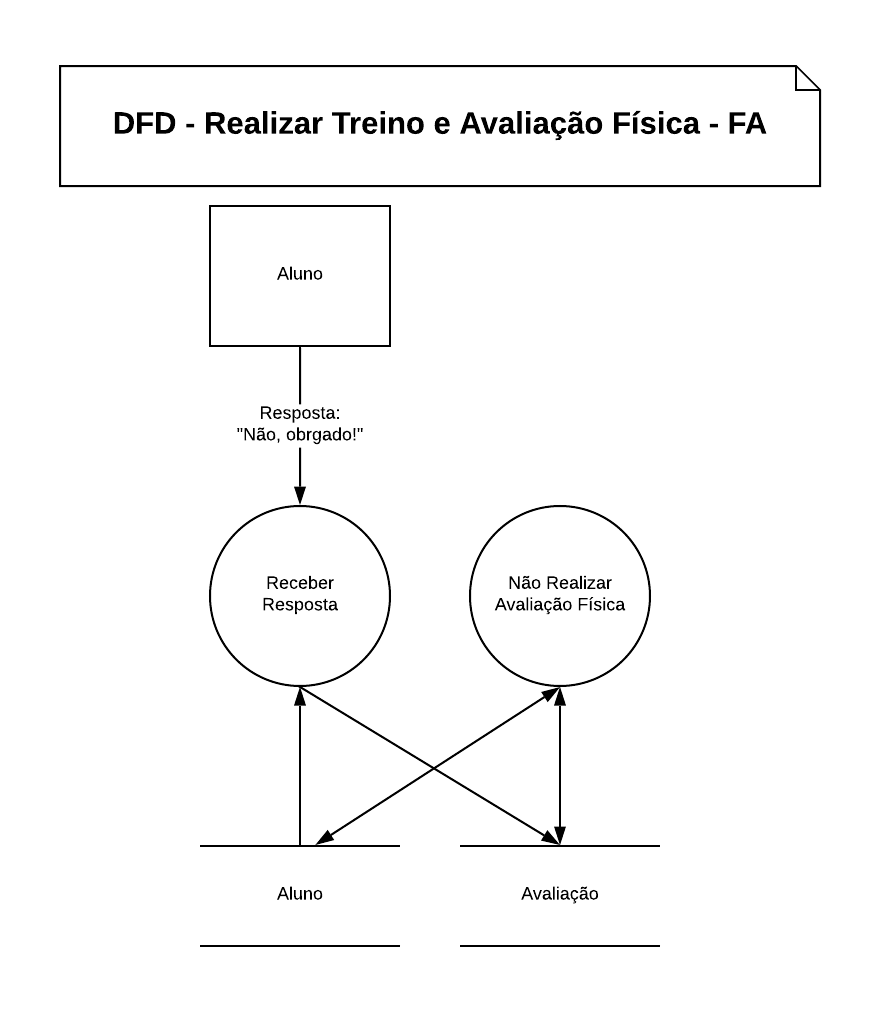 DFD - Realizar Treino e Avaliação Física - FA
Aluno
Resposta:
"Não, obrgado!"
Receber
Resposta
Não Realizar
Avaliação Física
Aluno
Avaliação